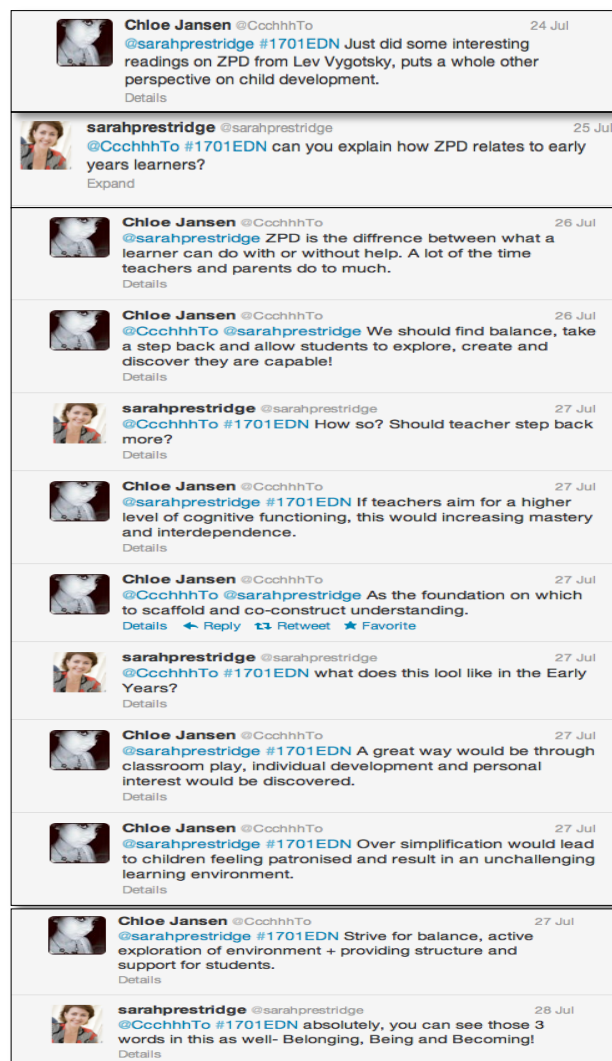 Chloe Jansen @CcchhhTo 24 Jul
@sarahprestridge #1701EDN Just did some interesting
readings on ZPD from Lev Vygotsky, puts a whole other
perspective on child development.
Details
sarahprestridge @sarahprestridge 25 Jul
@CcchhhTo #1701EDN can you explain how ZPD relates to early
years learners?
Expand
Chloe Jansen @CcchhhTo 26 Jul
@sarahprestridge ZPD is the diffrence between what a
learner can do with or without help. A lot of the time
teachers and parents do to much.
Details
Chloe Jansen @CcchhhTo 26 Jul
@CcchhhTo @sarahprestridge We should find balance, take
a step back and allow students to explore, create and
discover they are capable!
Details
sarahprestridge @sarahprestridge 27 Jul
@CcchhhTo #1701EDN How so? Should teacher step back
more?
Details
Chloe Jansen @CcchhhTo 27 Jul
@sarahprestridge #1701EDN If teachers aim for a higher
level of cognitive functioning, this would increasing mastery
and interdependence.
Details
Chloe Jansen @CcchhhTo 27 Jul
@CcchhhTo @sarahprestridge As the foundation on which
to scaffold and co-construct understanding.
Details Reply Retweet Favorite
sarahprestridge @sarahprestridge 27 Jul
@CcchhhTo #1701EDN what does this lool like in the Early
Years?
Details
Chloe Jansen @CcchhhTo 27 Jul
@sarahprestridge #1701EDN A great way would be through
classroom play, individual development and personal
interest would be discovered.
Details
Chloe Jansen @CcchhhTo 27 Jul
@sarahprestridge #1701EDN Over simplification would lead
to children feeling patronised and result in an unchallenging
learning environment.
Details
Chloe Jansen @CcchhhTo 27 Jul
@sarahprestridge #1701EDN Strive for balance, active
exploration of environment + providing structure and
support for students.
Details
sarahprestridge @sarahprestridge 28 Jul
@CcchhhTo #1701EDN absolutely, you can see those 3
words in this as well- Belonging, Being and Becoming!
Details